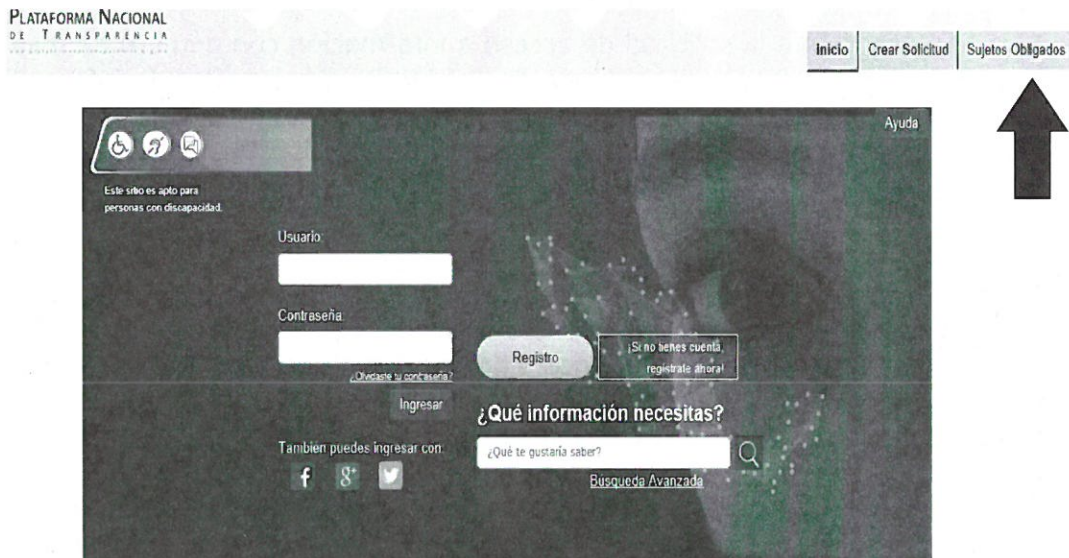 PLATAFORMA NACIONAL
DE TRANSPARENCIA
Inicio
Crear Solicitud
Sujetos Obligados
Ayuda
Este sitio es apto para
personas con discapacidad.
Usuario:
Contraseña:
¿Olvidaste tu contraseña?
Ingresar
Registro
¡Si no tienes cuenta,
regístrate ahora!
¿Qué información necesitas?
También puedes ingresar con:
¿Qué te gustaría saber?
Búsqueda Avanzada